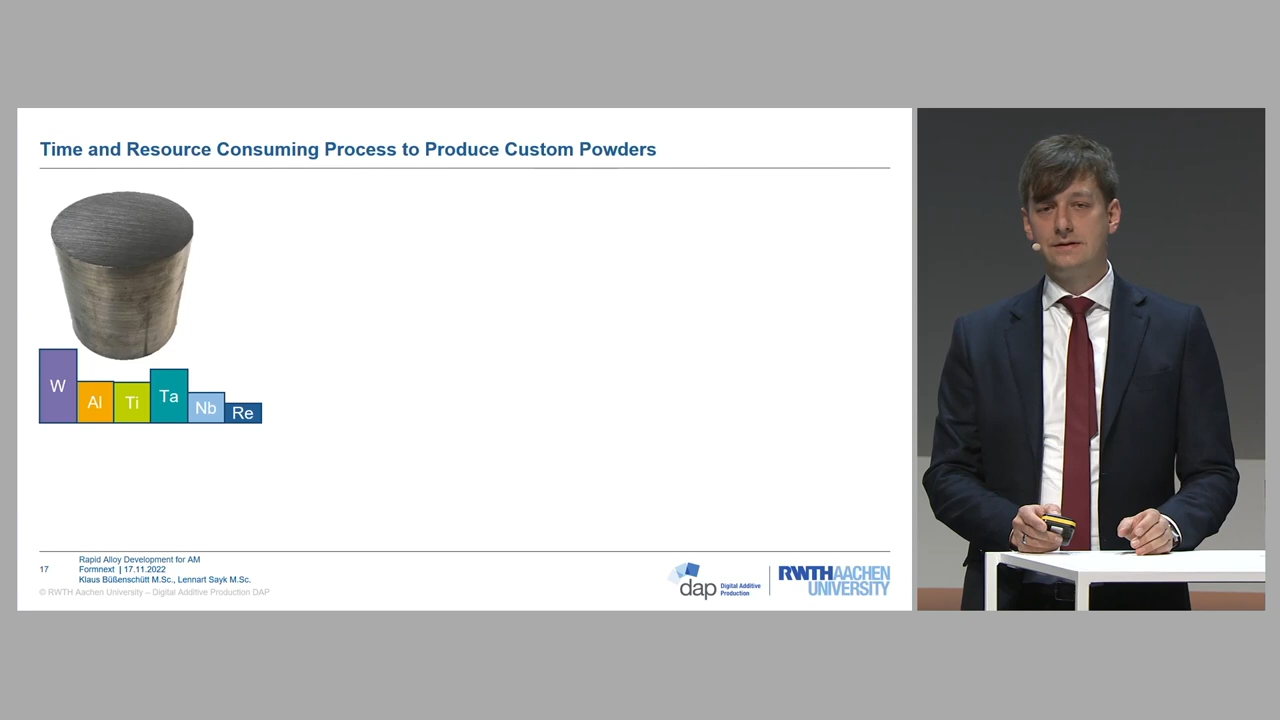 Time and Resource Consuming Process to Produce Custom Powders
W
Al
Ti
Ta
Nb
Re
17
Rapid Alloy Development for AM
Formnext | 17.11.2022
Klaus Büßenschütt M.Sc., Lennart Sayk M.Sc.
© RWTH Aachen University – Digital Additive Production DAP
dap
Digital Additive
Production
RWTHAACHEN
UNIVERSITY